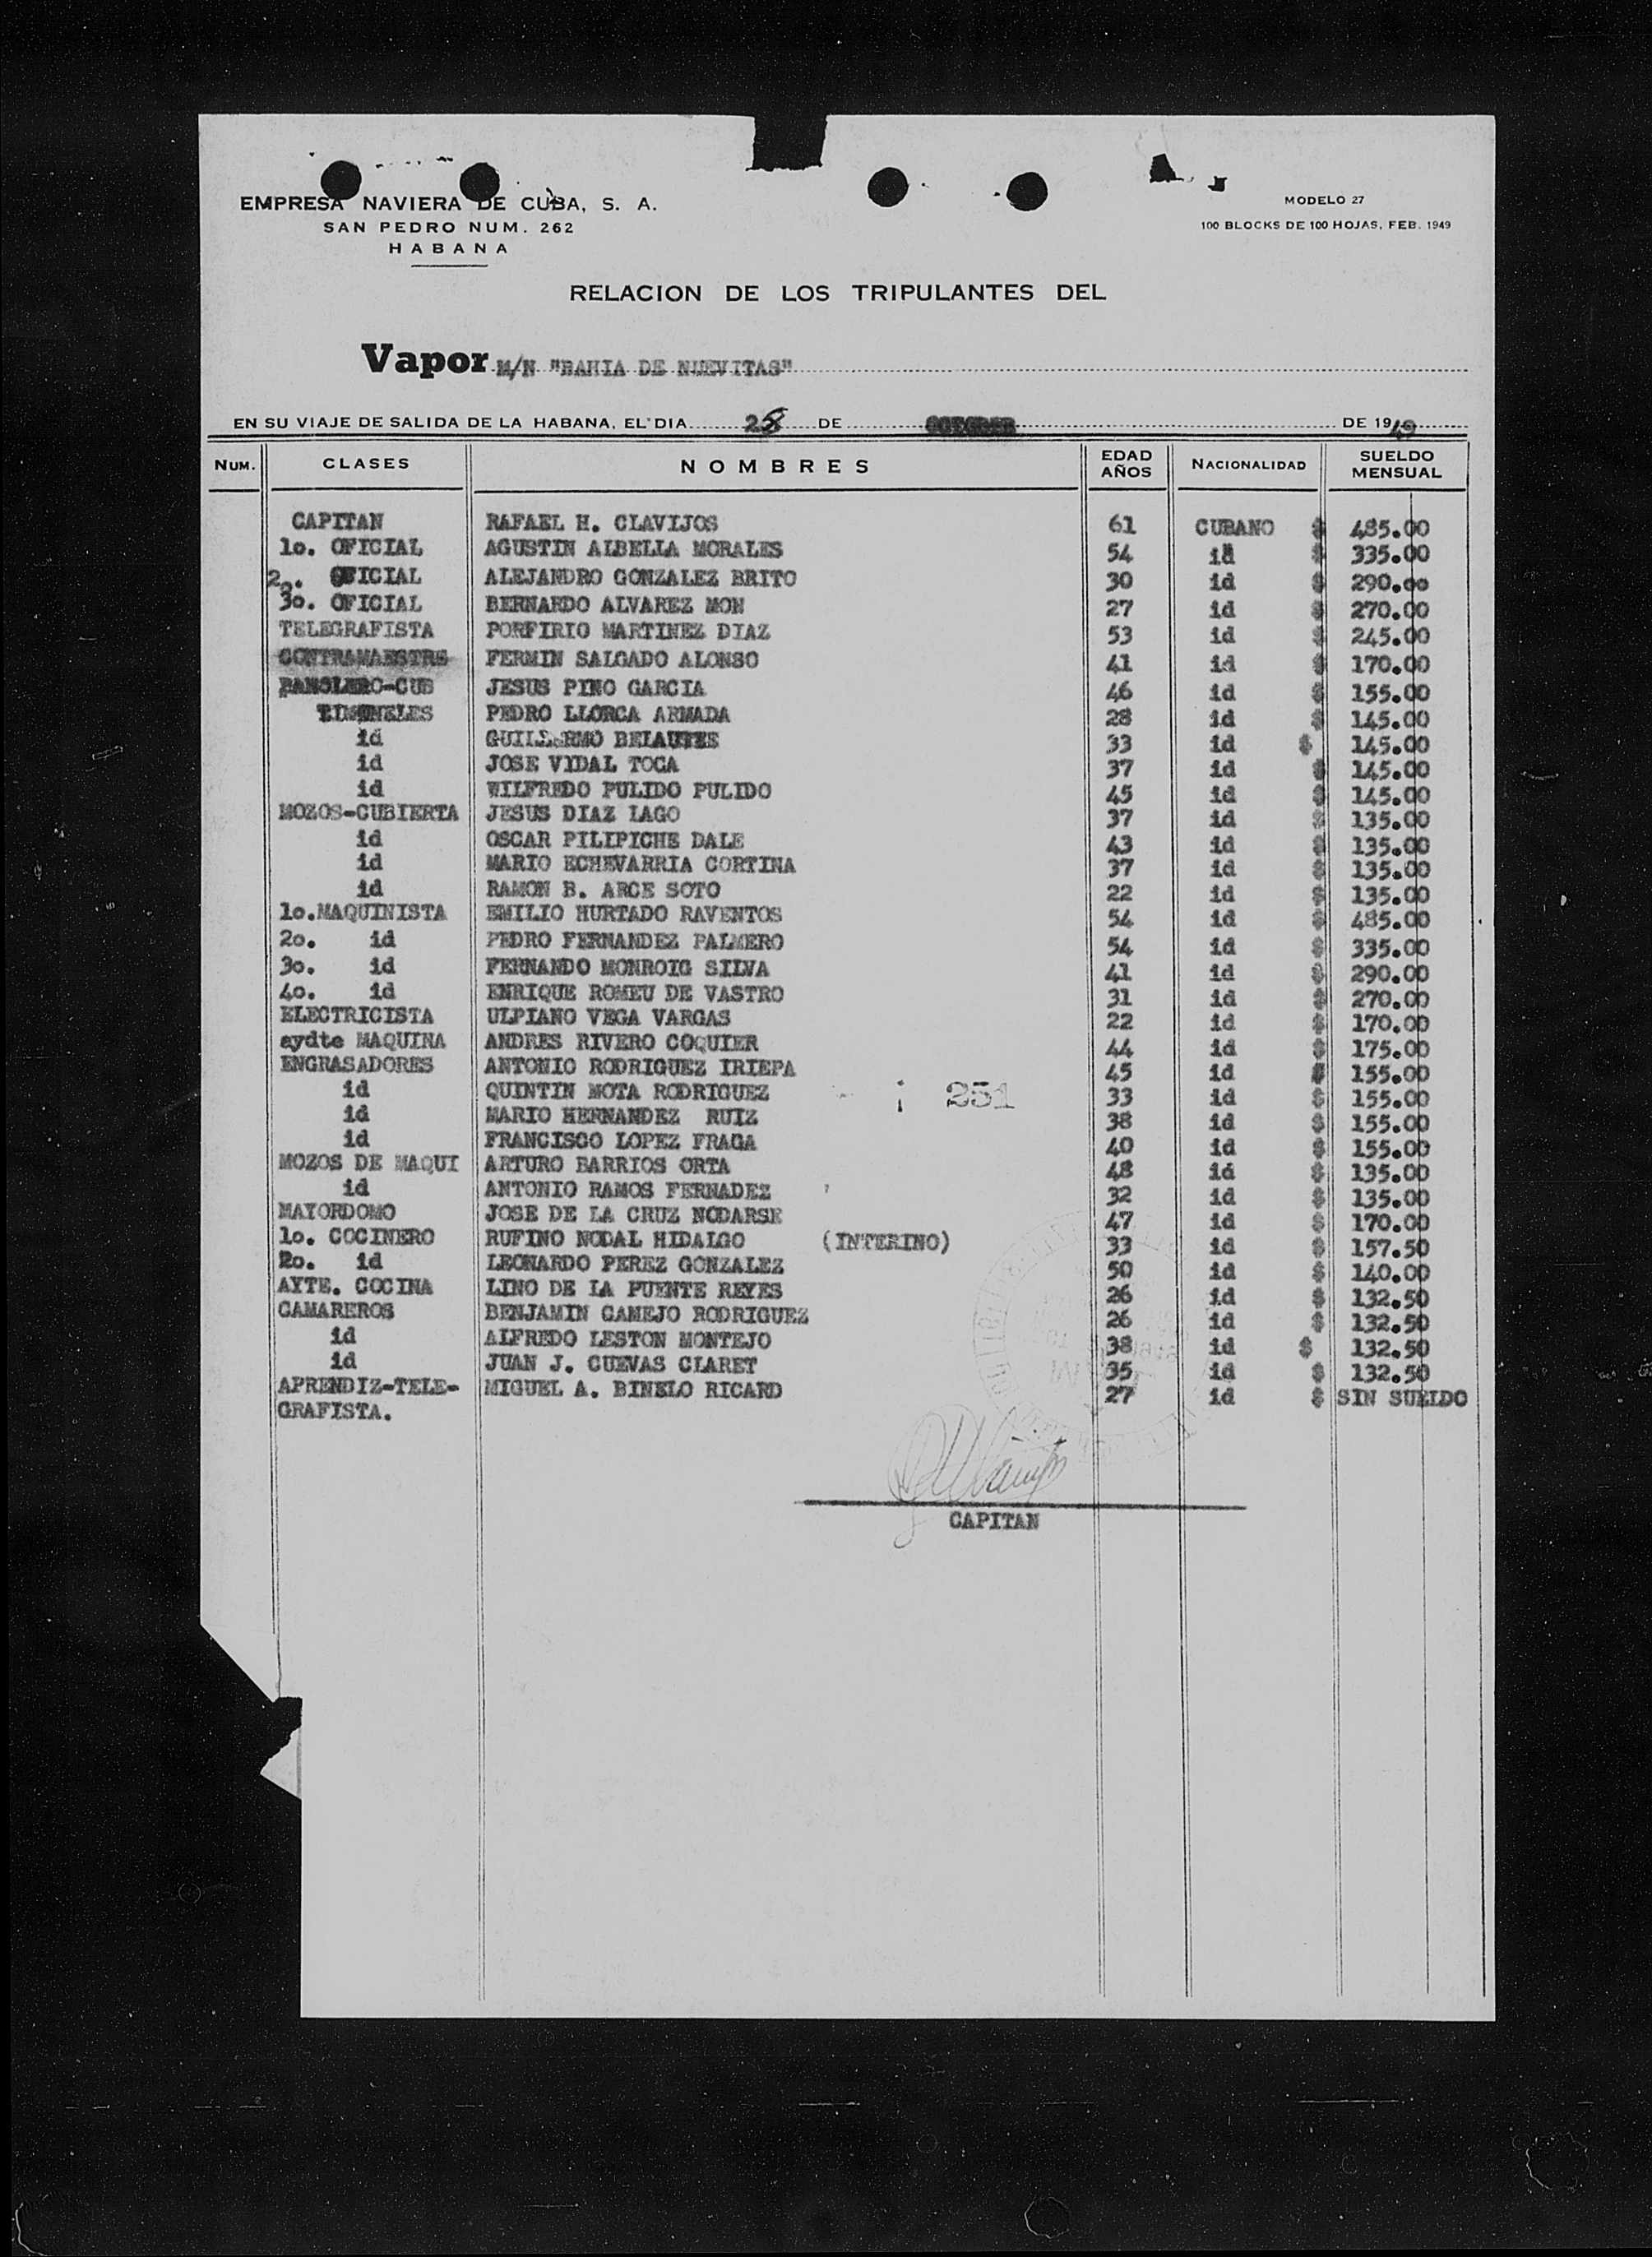 EMPRESA NAVIERA DE CUBA, S. A.
SAN PEDRO NUM. 262
HABANA
MODELO 27
100 BLOCKS DE 100 HOJAS, FEB. 1949
RELACION DE LOS TRIPULANTES DEL
Vapor M/N "BAHIA DE NUEVITAS"
EN SU VIAJE DE SALIDA DE LA HABANA, EL DIA 28 DE OCTUBRE DE 1949
NUM. CLASES NOMBRES EDAD AÑOS NACIONALIDAD SUELDO MENSUAL
CAPITAN RAFAEL H. CLAVIJOS 61 CUBANO $ 485.00
1o. OFICIAL AGUSTIN ALBELLA MORALES 54 id $ 335.00
2o. OFICIAL ALEJANDRO GONZALEZ BRITO 30 id $ 290.00
3o. OFICIAL BERNARDO ALVAREZ MON 27 id $ 270.00
TELEGRAFISTA PORFIRIO MARTINEZ DIAZ 53 id $ 245.00
CONTRAMAESTRE FERMIN SALGADO ALONSO 41 id $ 170.00
PANOLERO-CUB JESUS PINO GARCIA 46 id $ 155.00
TIMONELES PEDRO LLORCA ARMADA 28 id $ 145.00
id GUILLERMO BELAUTES 33 id $ 145.00
id JOSE VIDAL TOCA 37 id $ 145.00
id WILFREDO PULIDO PULIDO 45 id $ 145.00
MOZOS-CUBIERTA JESUS DIAZ LAGO 37 id $ 135.00
id OSCAR PILIPICHE DALE 43 id $ 135.00
id MARIO ECHEVARRIA CORTINA 37 id $ 135.00
id RAMON B. ARCE SOTO 22 id $ 135.00
1o.MAQUINISTA EMILIO HURTADO RAVENTOS 54 id $ 485.00
2o. id PEDRO FERNANDEZ PALMERO 54 id $ 335.00
3o. id FERNANDO MONROIG SILVA 41 id $ 290.00
4o. id ENRIQUE ROMEU DE VASTRO 31 id $ 270.00
ELECTRICISTA ULPIANO VEGA VARGAS 22 id $ 170.00
aydte MAQUINA ANDRES RIVERO COQUIER 44 id $ 175.00
ENGRASADORES ANTONIO RODRIGUEZ IRIEPA 45 id $ 155.00
id QUINTIN MOTA RODRIGUEZ 251 33 id $ 155.00
id MARIO HERNANDEZ RUIZ 38 id $ 155.00
id FRANCISCO LOPEZ FRAGA 40 id $ 155.00
MOZOS DE MAQUI ARTURO BARRIOS ORTA 48 id $ 135.00
id ANTONIO RAMOS FERNADEZ 32 id $ 135.00
MAYORDOMO JOSE DE LA CRUZ NODARSE 47 id $ 170.00
1o. COCINERO RUFINO NODAL HIDALGO (INTERINO) 33 id $ 157.50
2o. id LEONARDO PEREZ GONZALEZ 50 id $ 140.00
AYTE. COCINA LINO DE LA PUENTE REYES 26 id $ 132.50
CAMAREROS BENJAMIN CAMEJO RODRIGUEZ 26 id $ 132.50
id ALFREDO LESTON MONTEJO 38 id $ 132.50
id JUAN J. CUEVAS CLARET 35 id $ 132.50
APRENDIZ-TELE- MIGUEL A. BINELO RICARD 27 id $ SIN SUELDO
GRAFISTA.
CAPITAN